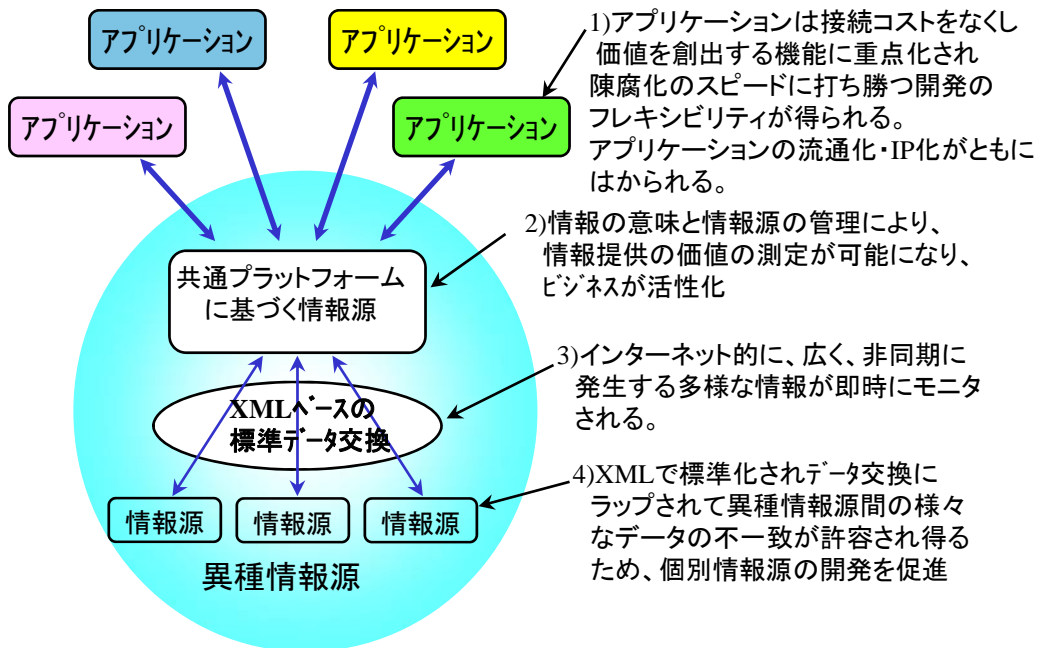 アプリケーション
アプリケーション
アプリケーション
アプリケーション
1)アプリケーションは接続コストをなくし
価値を創出する機能に重点化され
陳腐化のスピードに打ち勝つ開発の
フレキシビリティが得られる。
アプリケーションの流通化・IP化がともに
はかられる。
共通プラットフォーム
に基づく情報源
2)情報の意味と情報源の管理により、
情報提供の価値の測定が可能になり、
ビジネスが活性化
XMLベースの
標準データ交換
3)インターネット的に、広く、非同期に
発生する多様な情報が即時にモニタ
される。
情報源
情報源
情報源
異種情報源
4)XMLで標準化されデータ交換に
ラップされて異種情報源間の様々
なデータの不一致が許容され得る
ため、個別情報源の開発を促進